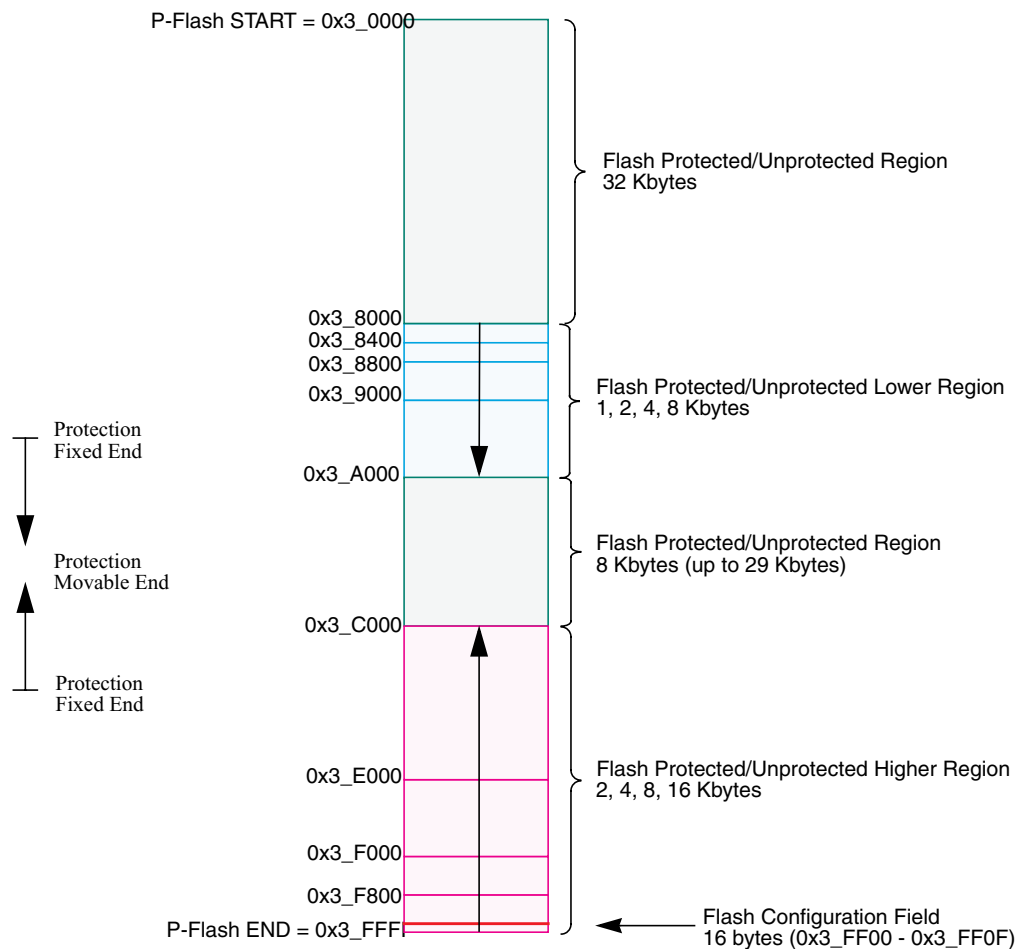 P-Flash START = 0x3_0000
Flash Protected/Unprotected Region
32 Kbytes
0x3_8000
0x3_8400
0x3_8800
0x3_9000
Flash Protected/Unprotected Lower Region
1, 2, 4, 8 Kbytes
Protection
Fixed End
0x3_A000
Protection
Movable End
Flash Protected/Unprotected Region
8 Kbytes (up to 29 Kbytes)
0x3_C000
Protection
Fixed End
0x3_E000
Flash Protected/Unprotected Higher Region
2, 4, 8, 16 Kbytes
0x3_F000
0x3_F800
P-Flash END = 0x3_FFF
Flash Configuration Field
16 bytes (0x3_FF00 - 0x3_FF0F)